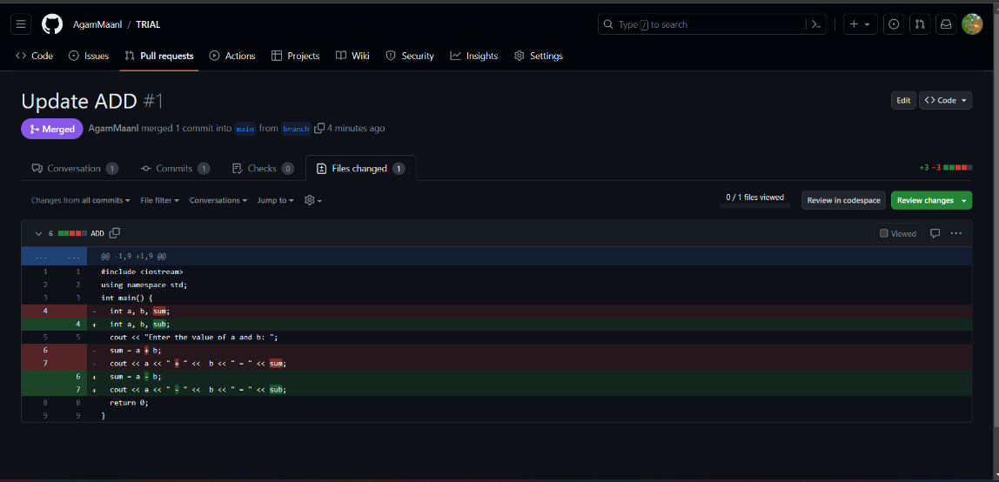 AgamMaanl / TRIAL
Type / to search
Code Issues Pull requests Actions Projects Wiki Security Insights Settings
Update ADD #1
Edit
Code
Merged AgamMaanl merged 1 commit into main from branch 4 minutes ago
Conversation 1 Commits 1 Checks 0 Files changed 1
+3 −3
Changes from all commits File filter Conversations Jump to
0 / 1 files viewed
Review in codespace
Review changes
6 ADD
Viewed
... ... @@ -1,9 +1,9 @@
1 1 #include <iostream>
2 2 using namespace std;
3 3 int main() {
4 - int a, b, sum;
4 + int a, b, sub;
5 5 cout << "Enter the value of a and b: ";
6 - sum = a + b;
7 - cout << a << " + " <<  b << " = " << sum;
6 + sum = a - b;
7 + cout << a << " - " <<  b << " = " << sub;
8 8 return 0;
9 9 }